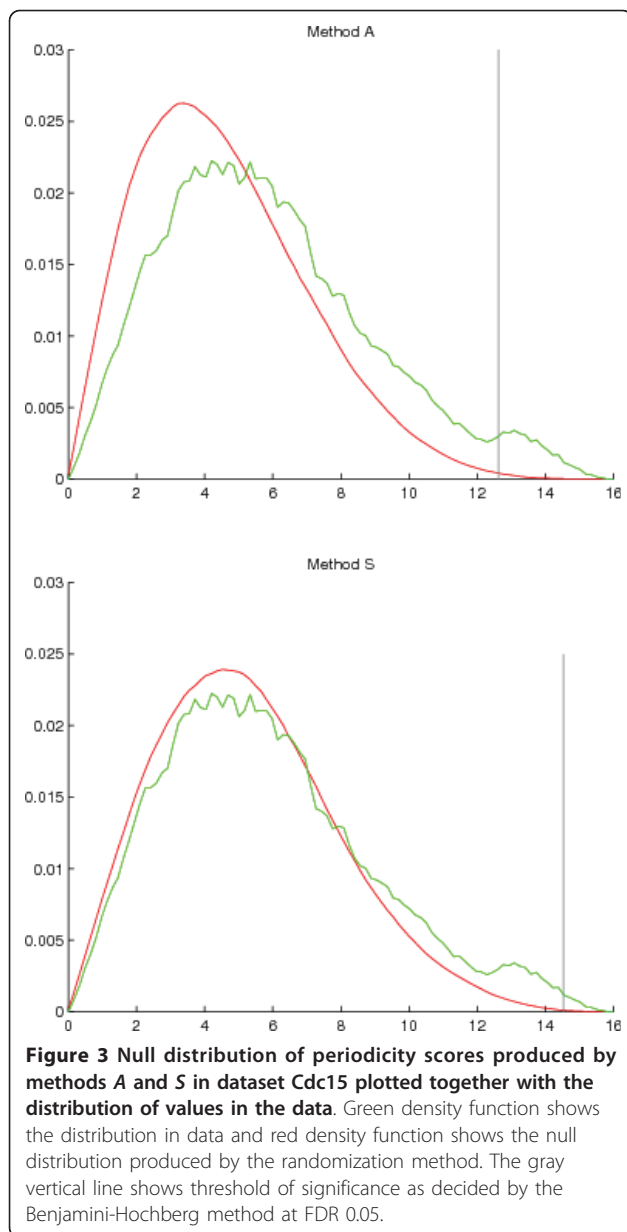 Method A
0.03
0.025
0.02
0.015
0.01
0.005
0
0 2 4 6 8 10 12 14 16
Method S
0.03
0.025
0.02
0.015
0.01
0.005
0
0 2 4 6 8 10 12 14 16
Figure 3 Null distribution of periodicity scores produced by
methods A and S in dataset Cdc15 plotted together with the
distribution of values in the data. Green density function shows
the distribution in data and red density function shows the null
distribution produced by the randomization method. The gray
vertical line shows threshold of significance as decided by the
Benjamini-Hochberg method at FDR 0.05.